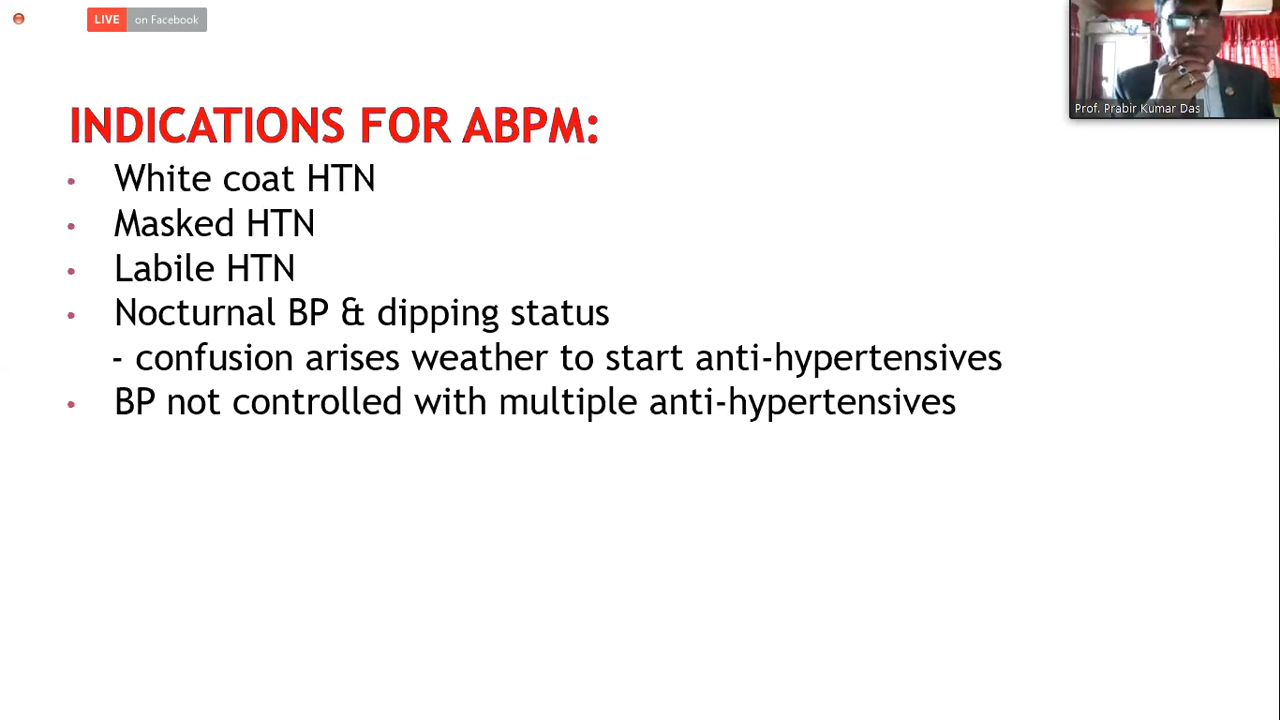 LIVE on Facebook
Prof. Prabir Kumar Das
INDICATIONS FOR ABPM:
• White coat HTN
• Masked HTN
• Labile HTN
• Nocturnal BP & dipping status
- confusion arises weather to start anti-hypertensives
• BP not controlled with multiple anti-hypertensives